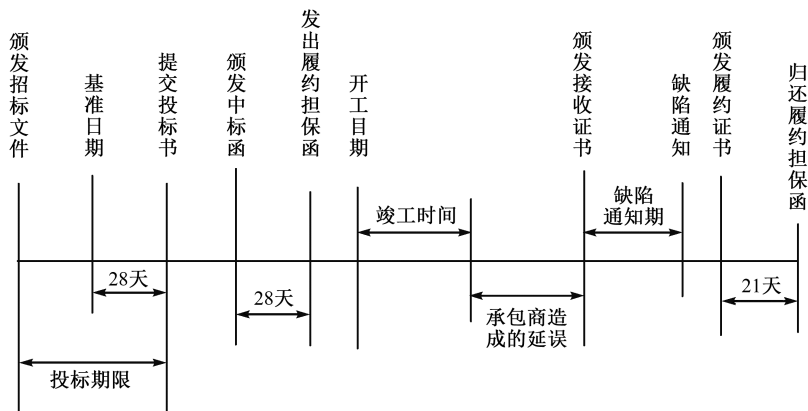 颁发招标文件
基准日期
提交投标书
颁发中标函
发出履约担保函
开工目期
颁发接收证书
缺陷通知
颁发履约证书
归还履约担保函
竣工时间
缺陷
通知期
28天
28天
21天
承包商造
成的延误
投标期限